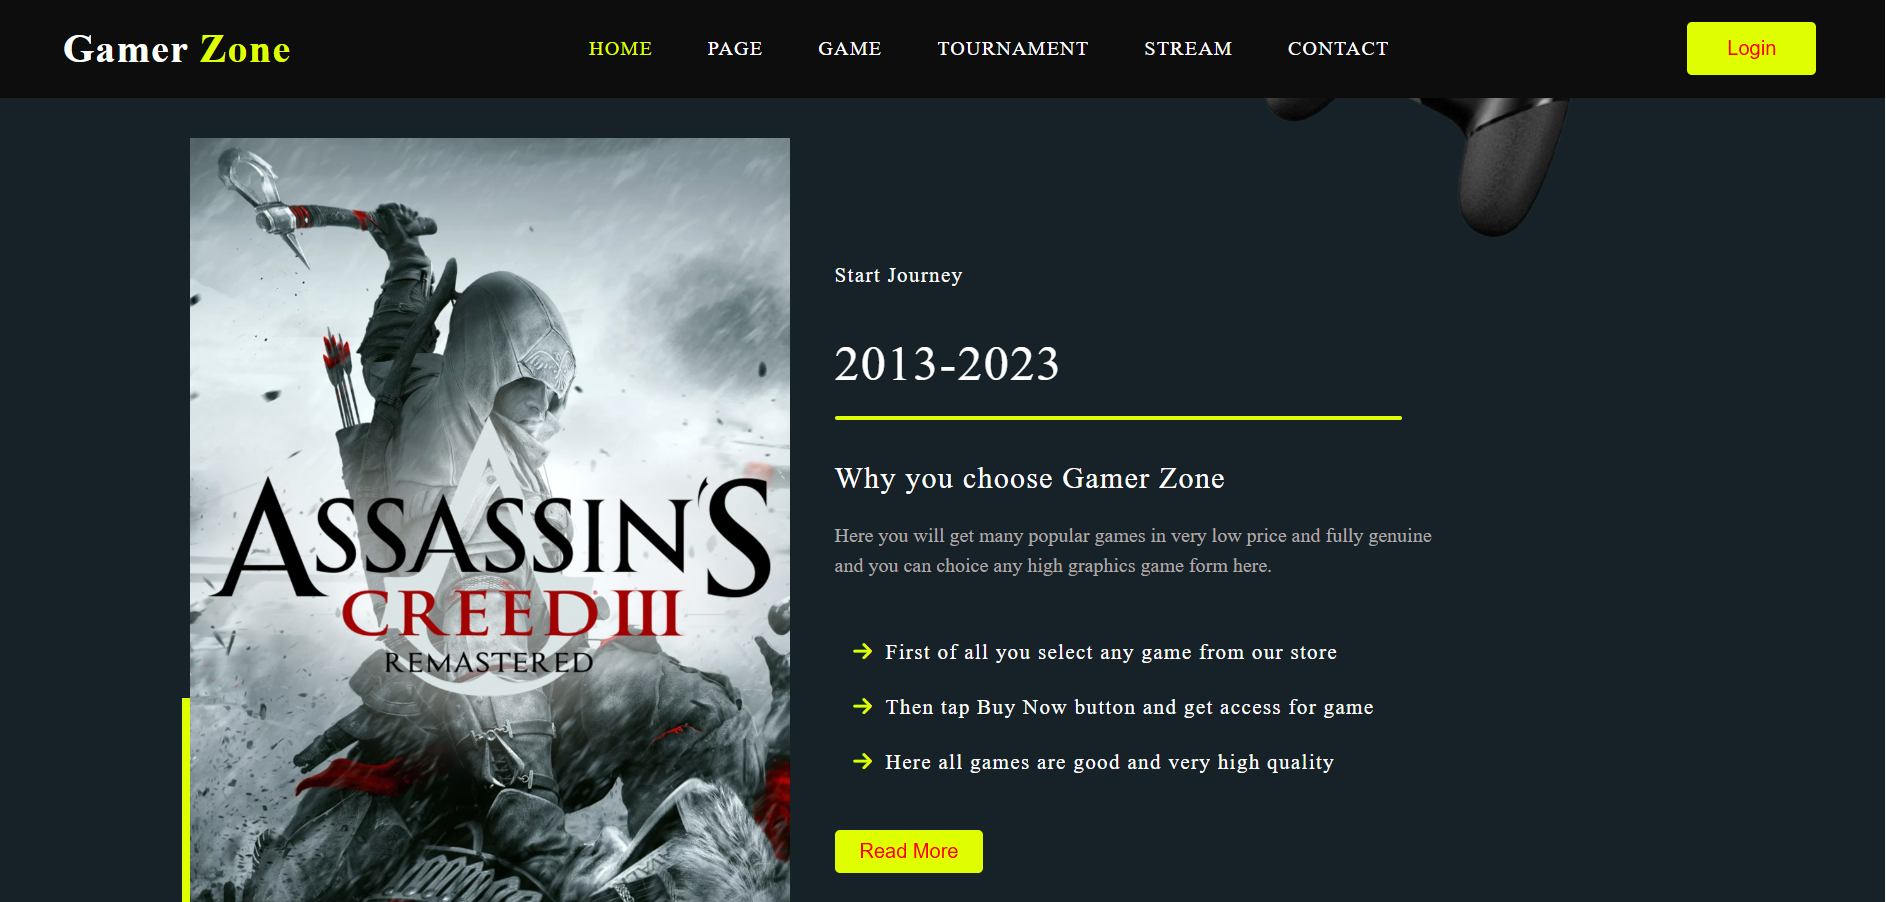 Gamer Zone
HOME PAGE GAME TOURNAMENT STREAM CONTACT
Login
ASSASSIN'S
CREED III
REMASTERED
Start Journey
2013-2023
Why you choose Gamer Zone
Here you will get many popular games in very low price and fully genuine
and you can choice any high graphics game form here.
First of all you select any game from our store
Then tap Buy Now button and get access for game
Here all games are good and very high quality
Read More